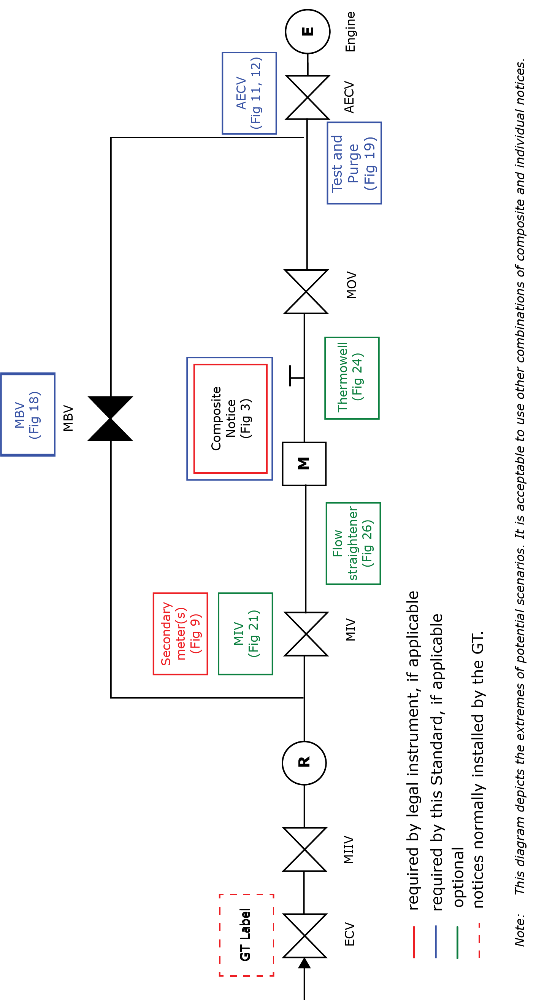 MBV
(Fig 18)
MBV
Secondary
meter(s)
(Fig 9)
MIV
(Fig 21)
Composite
Notice
(Fig 3)
AECV
(Fig 11, 12)
GT Label
R
M
E
ECV
MIIV
MIV
MOV
AECV
Engine
Flow
straightener
(Fig 26)
Thermowell
(Fig 24)
Test and
Purge
(Fig 19)
required by legal instrument, if applicable
required by this Standard, if applicable
optional
notices normally installed by the GT.
Note: This diagram depicts the extremes of potential scenarios. It is acceptable to use other combinations of composite and individual notices.